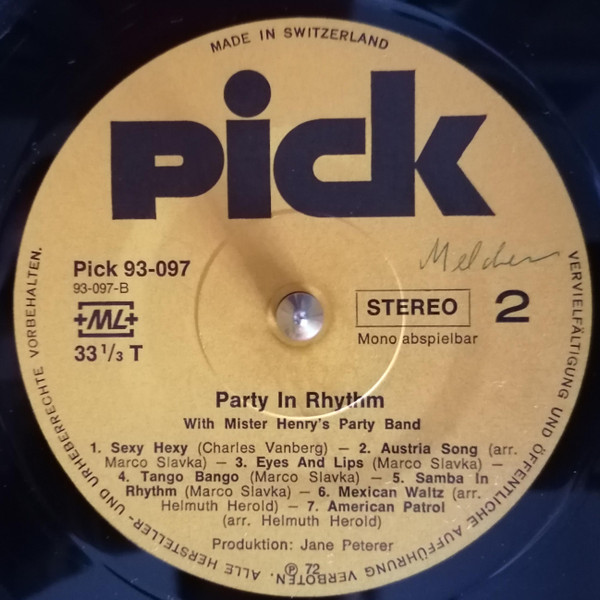 MADE IN SWITZERLAND
pick
Pick 93-097
93-097-B
+ML+
33 1/3 T
Melcher
STEREO
2
Mono abspielbar
Party In Rhythm
With Mister Henry's Party Band
1. Sexy Hexy (Charles Vanberg) – 2. Austria Song (arr.
Marco Slavka) – 3. Eyes And Lips (Marco Slavka) –
4. Tango Bango (Marco Slavka) – 5. Samba In
Rhythm (Marco Slavka) – 6. Mexican Waltz (arr.
Helmuth Herold) – 7. American Patrol
(arr. Helmuth Herold)
Produktion: Jane Peterer
℗ 72
ALLE HERSTELLER- UND URHEBERRECHTE VORBEHALTEN.
VERVIELFÄLTIGUNG UND ÖFFENTLICHE AUFFÜHRUNG VERBOTEN.